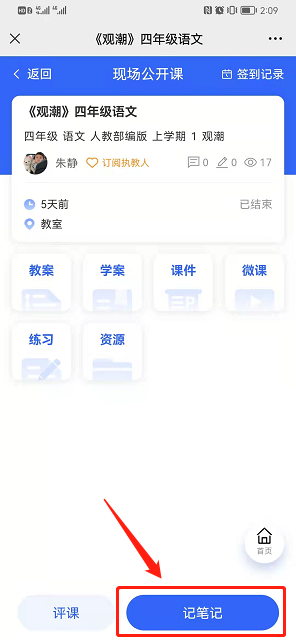 2:09
《观潮》四年级语文
返回 现场公开课 签到记录
《观潮》四年级语文
四年级 语文 人教部编版 上学期 1 观潮
朱静 订阅执教人 0 0 17
5天前 已结束
教室
教案 学案 课件 微课
练习 资源
首页
评课 记笔记